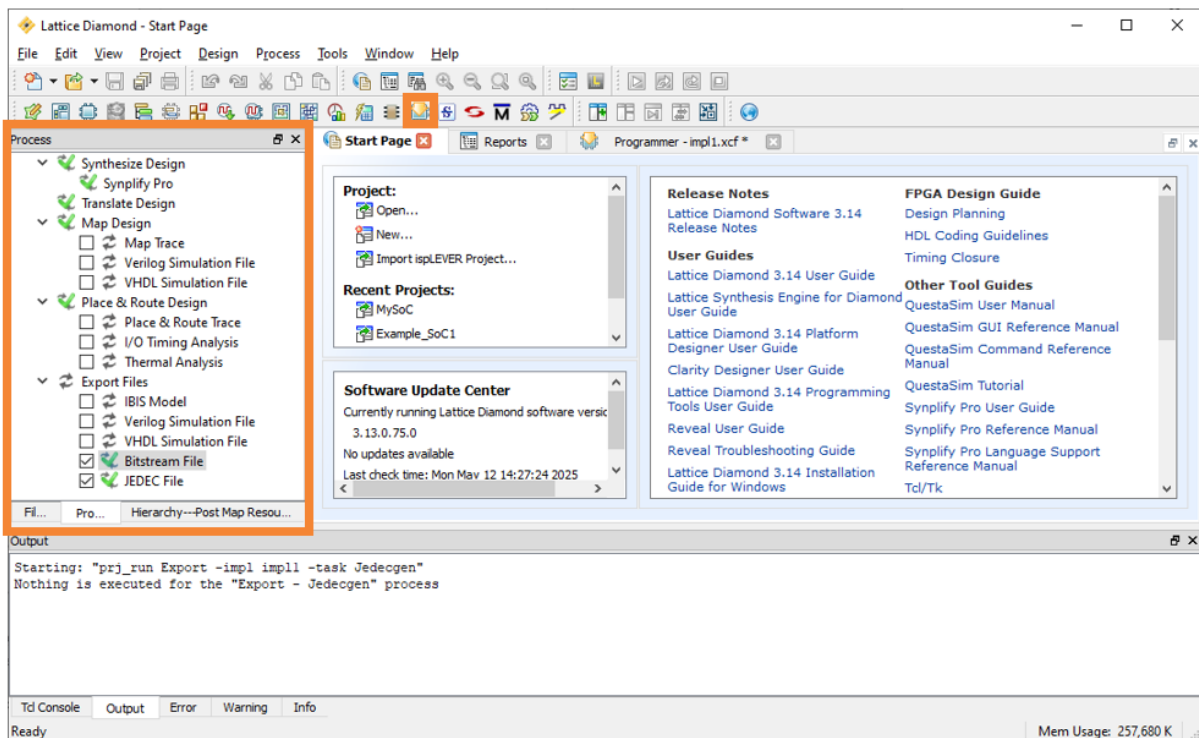 Lattice Diamond - Start Page
File Edit View Project Design Process Tools Window Help
Process
Synthesize Design
Synplify Pro
Translate Design
Map Design
Map Trace
Verilog Simulation File
VHDL Simulation File
Place & Route Design
Place & Route Trace
I/O Timing Analysis
Thermal Analysis
Export Files
IBIS Model
Verilog Simulation File
VHDL Simulation File
Bitstream File
JEDEC File
Fil... Pro... Hierarchy---Post Map Resou...
Start Page Reports Programmer - impl1.xcf *
Project:
Open...
New...
Import ispLEVER Project...
Recent Projects:
MySoC
Example_SoC1
Software Update Center
Currently running Lattice Diamond software versic
3.13.0.75.0
No updates available
Last check time: Mon May 12 14:27:24 2025
Release Notes
Lattice Diamond Software 3.14
Release Notes
User Guides
Lattice Diamond 3.14 User Guide
Lattice Synthesis Engine for Diamond
User Guide
Lattice Diamond 3.14 Platform
Designer User Guide
Clarity Designer User Guide
Lattice Diamond 3.14 Programming
Tools User Guide
Reveal User Guide
Reveal Troubleshooting Guide
Lattice Diamond 3.14 Installation
Guide for Windows
FPGA Design Guide
Design Planning
HDL Coding Guidelines
Timing Closure
Other Tool Guides
QuestaSim User Manual
QuestaSim GUI Reference Manual
QuestaSim Command Reference
Manual
QuestaSim Tutorial
Synplify Pro User Guide
Synplify Pro Reference Manual
Synplify Pro Language Support
Reference Manual
Tcl/Tk
Output
Starting: "prj_run Export -impl impl1 -task Jedecgen"
Nothing is executed for the "Export - Jedecgen" process
Tcl Console Output Error Warning Info
Ready Mem Usage: 257,680 K